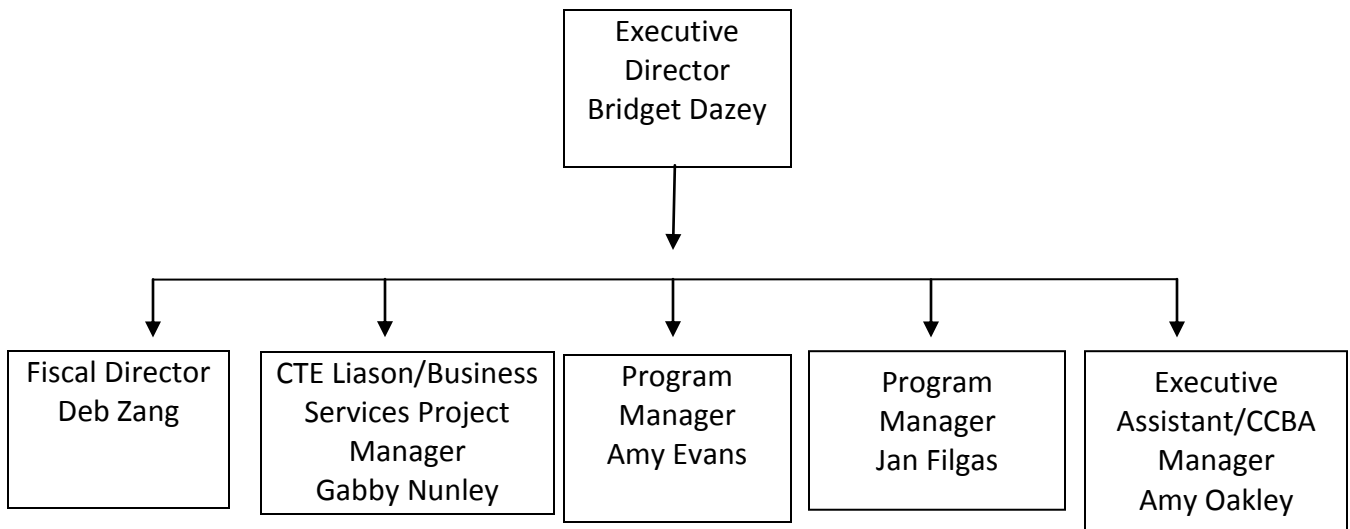 Executive
Director
Bridget Dazey
Fiscal Director
Deb Zang
CTE Liason/Business
Services Project
Manager
Gabby Nunley
Program
Manager
Amy Evans
Program
Manager
Jan Filgas
Executive
Assistant/CCBA
Manager
Amy Oakley